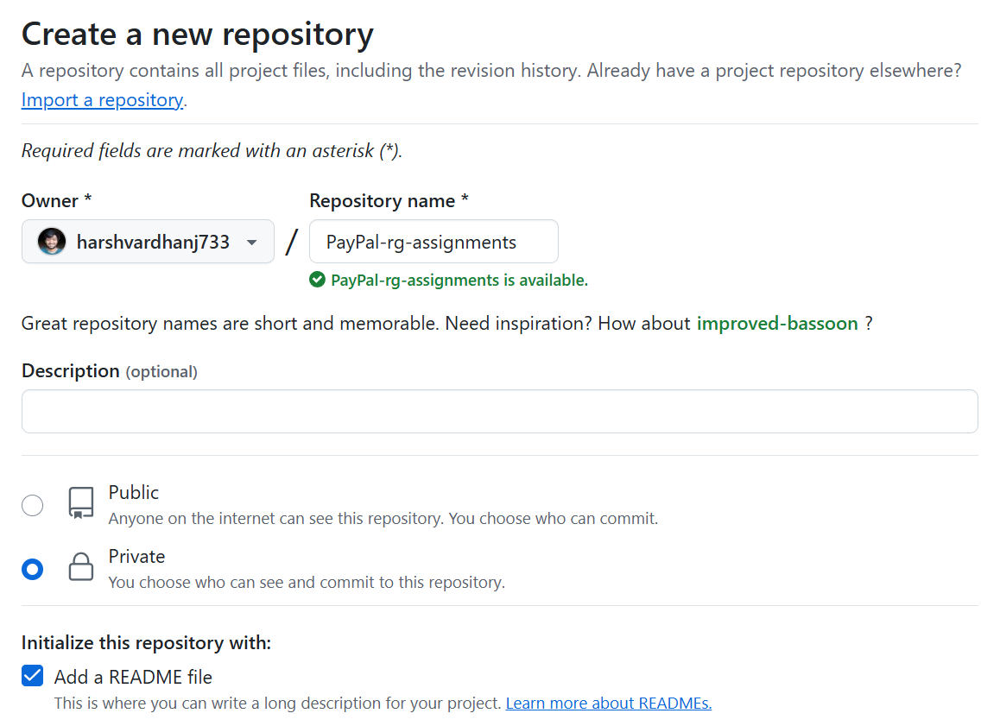 Create a new repository
A repository contains all project files, including the revision history. Already have a project repository elsewhere?
Import a repository.
Required fields are marked with an asterisk (*).
Owner *
Repository name *
harshvardhanj733
/
PayPal-rg-assignments
PayPal-rg-assignments is available.
Great repository names are short and memorable. Need inspiration? How about improved-bassoon ?
Description (optional)
Public
Anyone on the internet can see this repository. You choose who can commit.
Private
You choose who can see and commit to this repository.
Initialize this repository with:
Add a README file
This is where you can write a long description for your project. Learn more about READMEs.